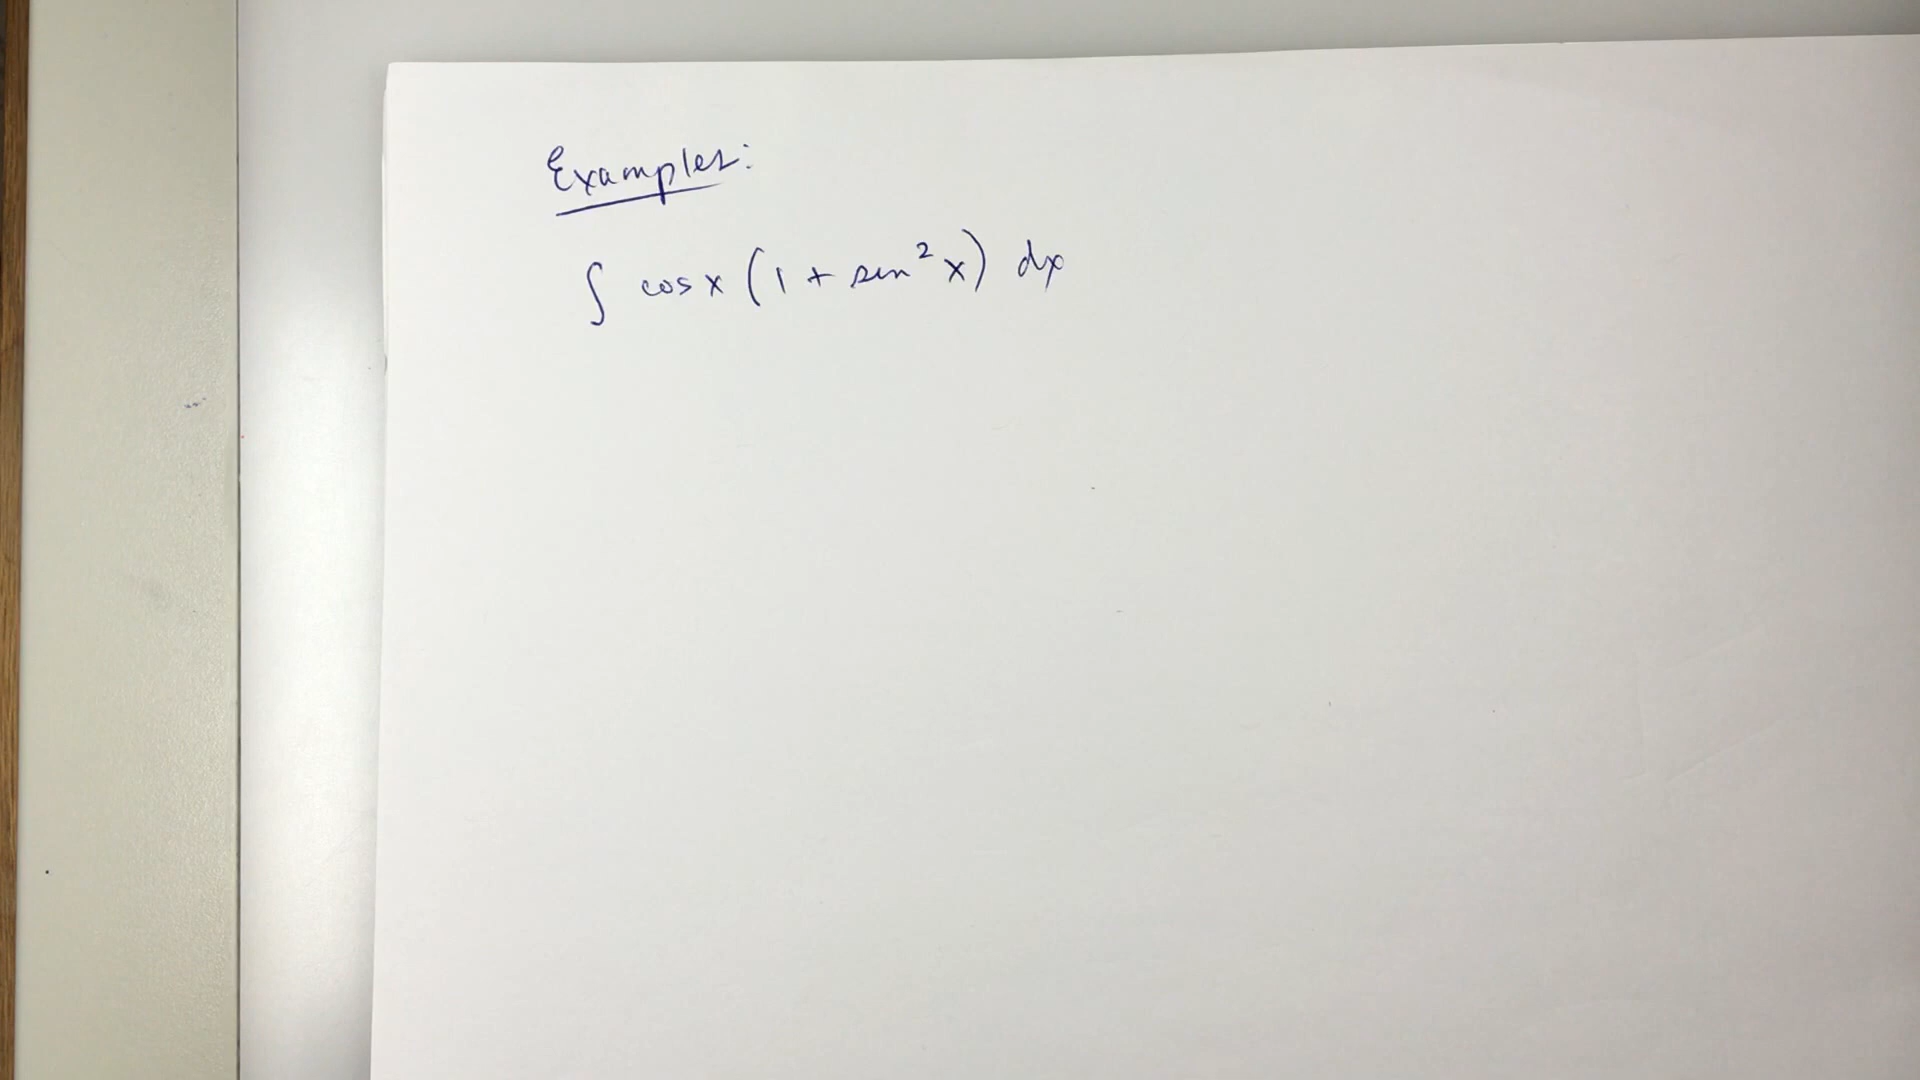 Examples:
∫ cos x (1 + sin² x) dx